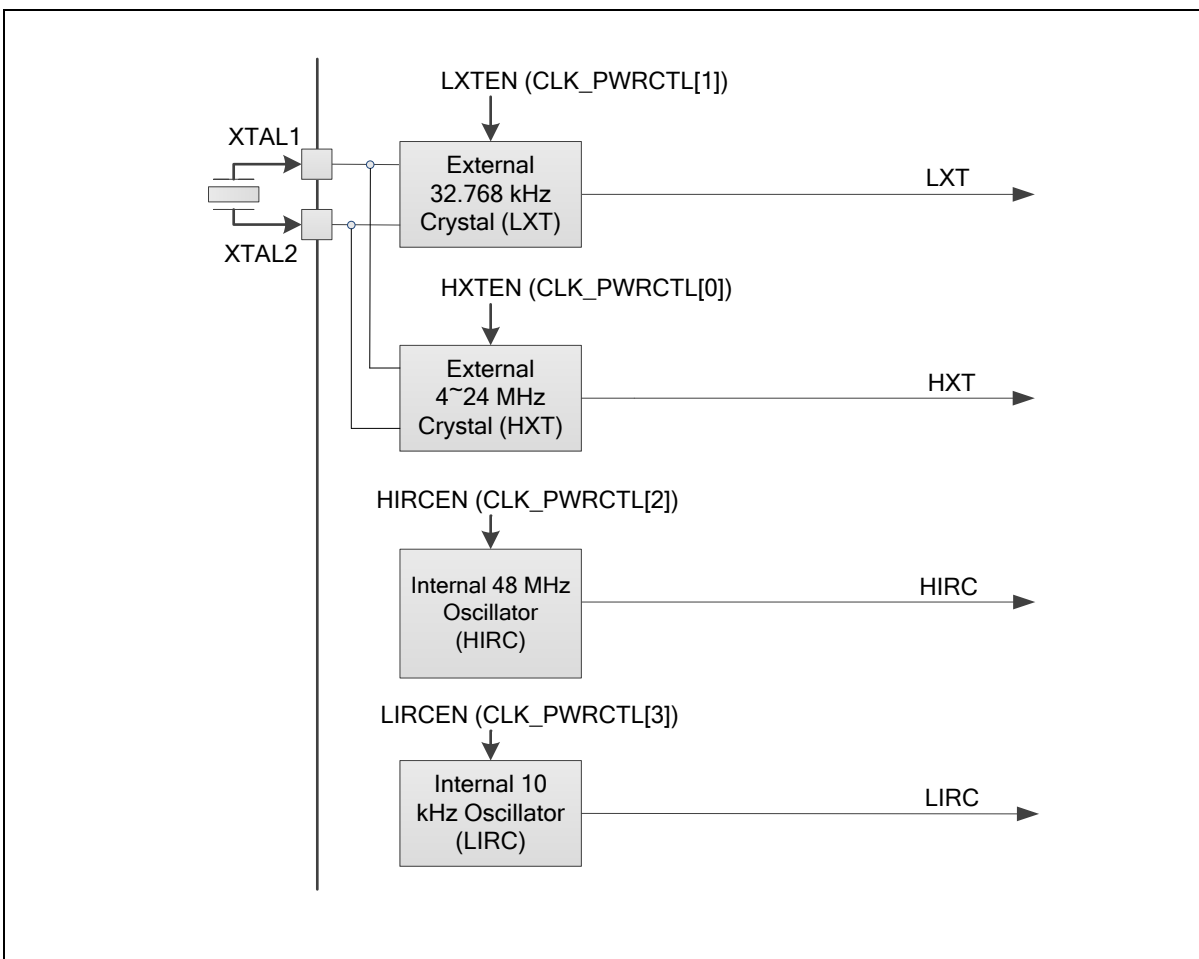 LXTEN (CLK_PWRCTL[1])
XTAL1
External
32.768 kHz
Crystal (LXT)
LXT
XTAL2
HXTEN (CLK_PWRCTL[0])
External
4~24 MHz
Crystal (HXT)
HXT
HIRCEN (CLK_PWRCTL[2])
Internal 48 MHz
Oscillator
(HIRC)
HIRC
LIRCEN (CLK_PWRCTL[3])
Internal 10
kHz Oscillator
(LIRC)
LIRC